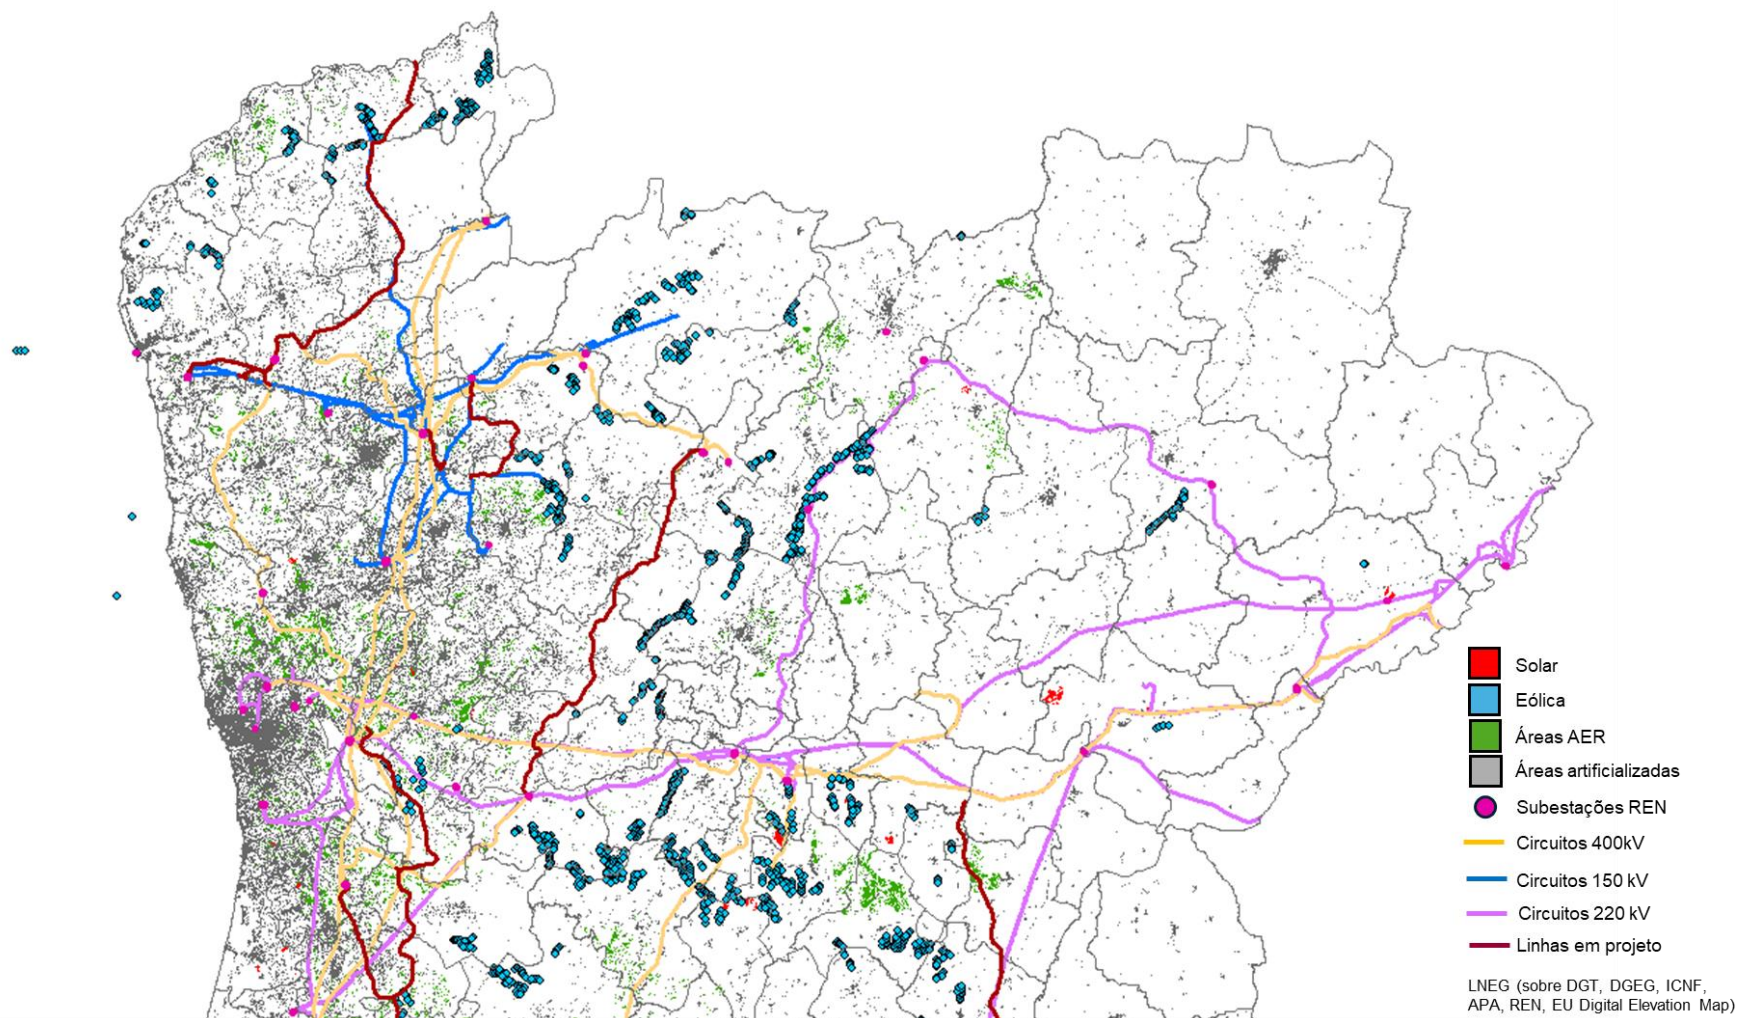 Solar
Eólica
Áreas AER
Áreas artificializadas
Subestações REN
Circuitos 400kV
Circuitos 150 kV
Circuitos 220 kV
Linhas em projeto
LNEG (sobre DGT, DGEG, ICNF,
APA, REN, EU Digital Elevation Map)